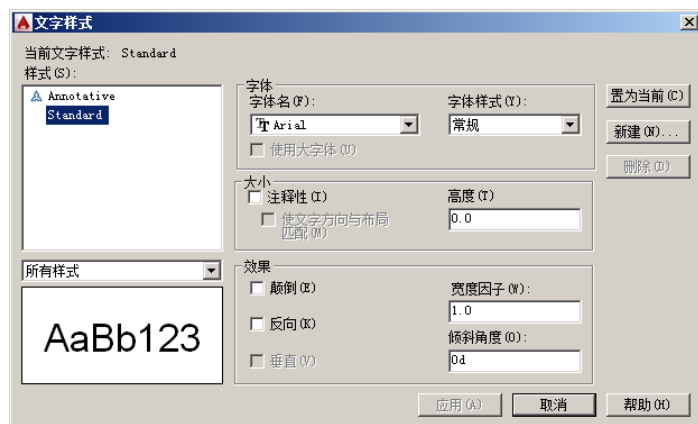 文字样式
当前文字样式: Standard
样式(S):
Annotative
Standard
所有样式
AaBb123
字体
字体名(F):
字体样式(Y):
Arial
常规
使用大字体(U)
大小
注释性(I)
使文字方向与布局
匹配(M)
高度(T)
0.0
效果
颠倒(E)
反向(K)
垂直(V)
宽度因子(W):
1.0
倾斜角度(O):
0d
置为当前(C)
新建(N)...
删除(D)
应用(A)
取消
帮助(H)